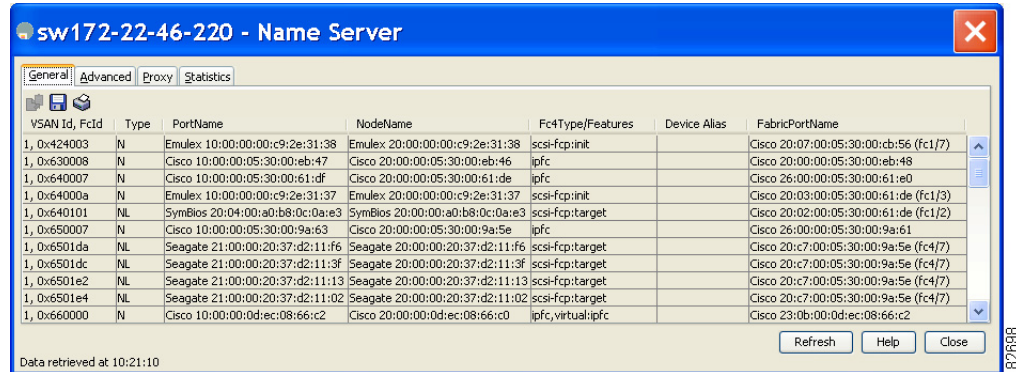 sw172-22-46-220 - Name Server
General Advanced Proxy Statistics
VSAN Id, FcId Type PortName NodeName Fc4Type/Features Device Alias FabricPortName
1, 0x424003 N Emulex 10:00:00:00:c9:2e:31:38 Emulex 20:00:00:00:c9:2e:31:38 scsi-fcp:init Cisco 20:07:00:05:30:00:cb:56 (fc1/7)
1, 0x630008 N Cisco 10:00:00:05:30:00:eb:47 Cisco 20:00:00:05:30:00:eb:46 ipfc Cisco 20:00:00:05:30:00:eb:48
1, 0x640007 N Cisco 10:00:00:05:30:00:61:df Cisco 20:00:00:05:30:00:61:de ipfc Cisco 26:00:00:05:30:00:61:e0
1, 0x64000a N Emulex 10:00:00:00:c9:2e:31:37 Emulex 20:00:00:00:c9:2e:31:37 scsi-fcp:init Cisco 20:03:00:05:30:00:61:de (fc1/3)
1, 0x640101 NL SymBios 20:04:00:a0:b8:0c:0a:e3 SymBios 20:00:00:a0:b8:0c:0a:e3 scsi-fcp:target Cisco 20:02:00:05:30:00:61:de (fc1/2)
1, 0x650007 N Cisco 10:00:00:05:30:00:9a:63 Cisco 20:00:00:05:30:00:9a:5e ipfc Cisco 26:00:00:05:30:00:9a:61
1, 0x6501da NL Seagate 21:00:00:20:37:d2:11:f6 Seagate 20:00:00:20:37:d2:11:f6 scsi-fcp:target Cisco 20:c7:00:05:30:00:9a:5e (fc4/7)
1, 0x6501dc NL Seagate 21:00:00:20:37:d2:11:3f Seagate 20:00:00:20:37:d2:11:3f scsi-fcp:target Cisco 20:c7:00:05:30:00:9a:5e (fc4/7)
1, 0x6501e2 NL Seagate 21:00:00:20:37:d2:11:13 Seagate 20:00:00:20:37:d2:11:13 scsi-fcp:target Cisco 20:c7:00:05:30:00:9a:5e (fc4/7)
1, 0x6501e4 NL Seagate 21:00:00:20:37:d2:11:02 Seagate 20:00:00:20:37:d2:11:02 scsi-fcp:target Cisco 20:c7:00:05:30:00:9a:5e (fc4/7)
1, 0x660000 N Cisco 10:00:00:0d:ec:08:66:c2 Cisco 20:00:00:0d:ec:08:66:c0 ipfc,virtual:ipfc Cisco 23:0b:00:0d:ec:08:66:c2
Refresh Help Close
Data retrieved at 10:21:10
82698